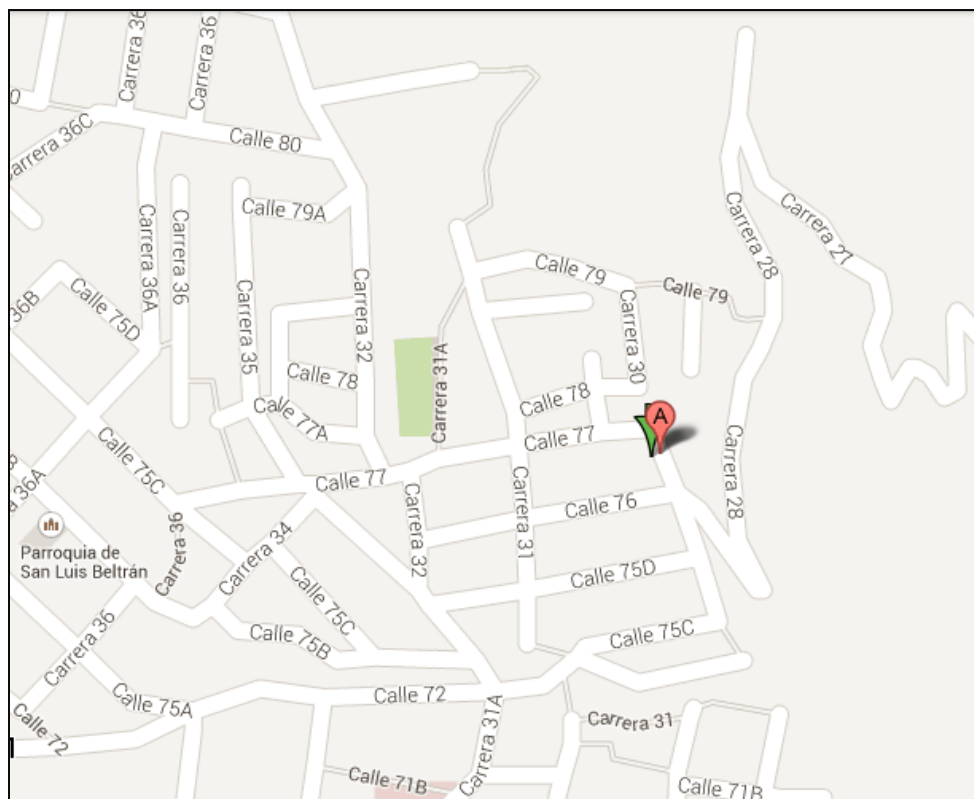 Carrera 36
Carrera 36
0
Carrera 36C
Calle 80
Calle 79A
Carrera 36A
Carrera 36
Carrera 28
Carrera 27
Calle 79
Calle 79
36B
Calle 75D
Carrera 35
Carrera 32
Carrera 30
Calle 78
Carrera 31A
Calle 78
Calle 77A
A
Calle 77
Calle 75C
Calle 77
Carrera 28
a 36A
Carrera 31
Calle 76
Carrera 32
Carrera 36
Carrera 34
Parroquia de
San Luis Beltrán
Calle 75D
Calle 75C
Carrera 36
Calle 75B
Calle 75C
Calle 75A
Calle 72
Calle 72
Carrera 31A
Carrera 31
Calle 71B
Calle 71B